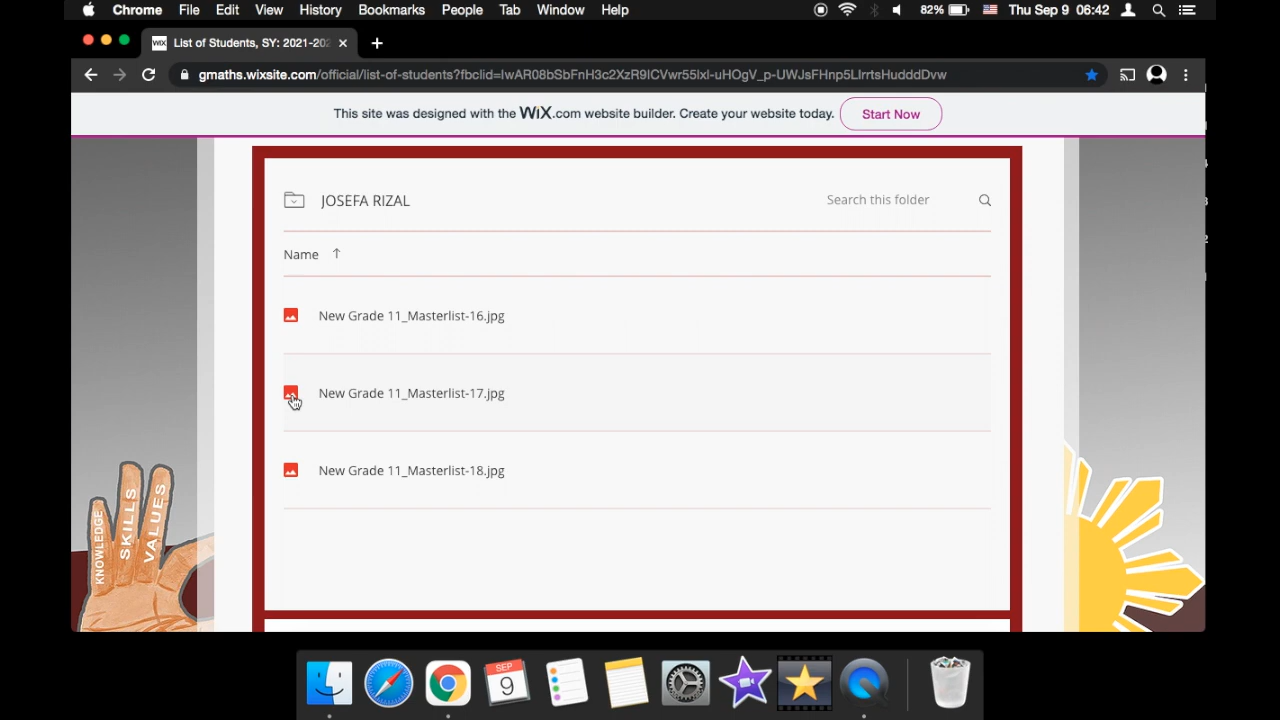 Chrome File Edit View History Bookmarks People Tab Window Help 82% Thu Sep 9 06:42
WiX List of Students, SY: 2021-202
gmaths.wixsite.com/official/list-of-students?fbclid=IwAR08bSbFnH3c2XzR9ICVwr55lxl-uHOgV_p-UWJsFHnp5LIrrtsHudddDvw
This site was designed with the WiX.com website builder. Create your website today. Start Now
JOSEFA RIZAL Search this folder
Name ↑
New Grade 11_Masterlist-16.jpg
New Grade 11_Masterlist-17.jpg
New Grade 11_Masterlist-18.jpg
KNOWLEDGE
SKILLS
VALUES
SEP
9